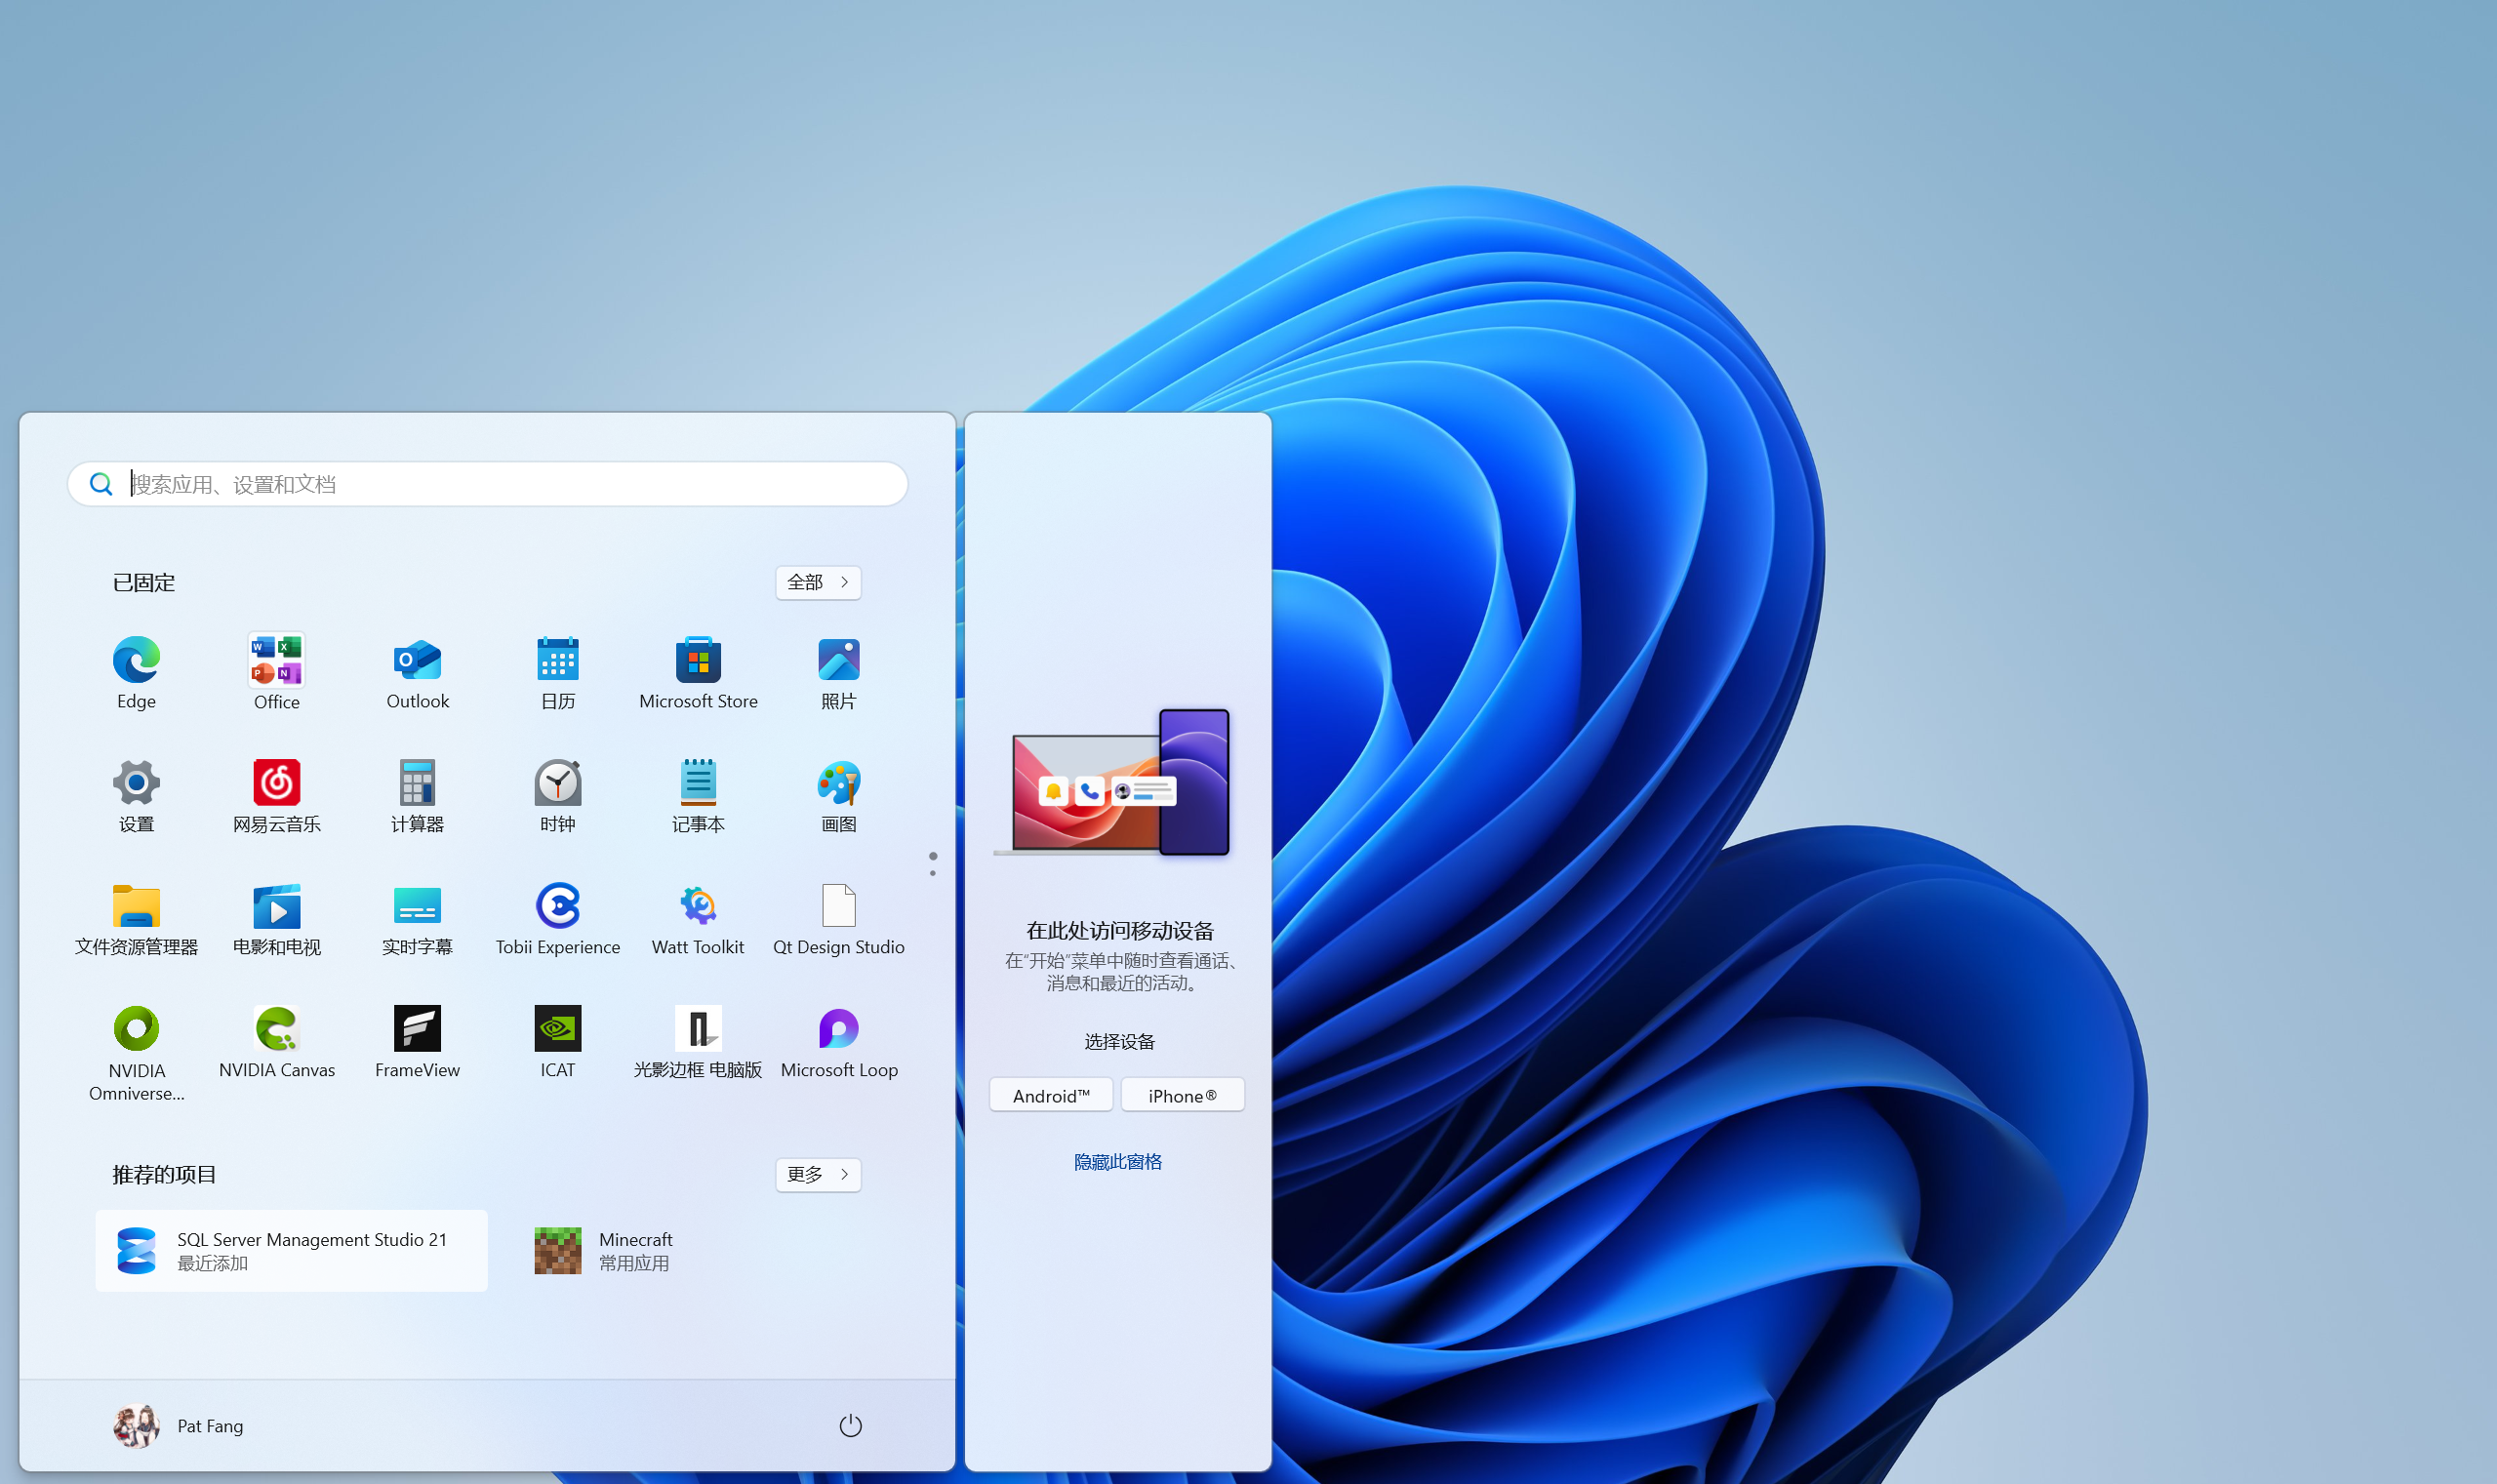 搜索应用、设置和文档
已固定
全部
Edge
Office
Outlook
日历
Microsoft Store
照片
设置
网易云音乐
计算器
时钟
记事本
画图
文件资源管理器
电影和电视
实时字幕
Tobii Experience
Watt Toolkit
Qt Design Studio
NVIDIA
Omniverse...
NVIDIA Canvas
FrameView
ICAT
光影边框 电脑版
Microsoft Loop
推荐的项目
更多
SQL Server Management Studio 21
最近添加
Minecraft
常用应用
Pat Fang
在此处访问移动设备
在“开始”菜单中随时查看通话、
消息和最近的活动。
选择设备
Android™
iPhone®
隐藏此窗格